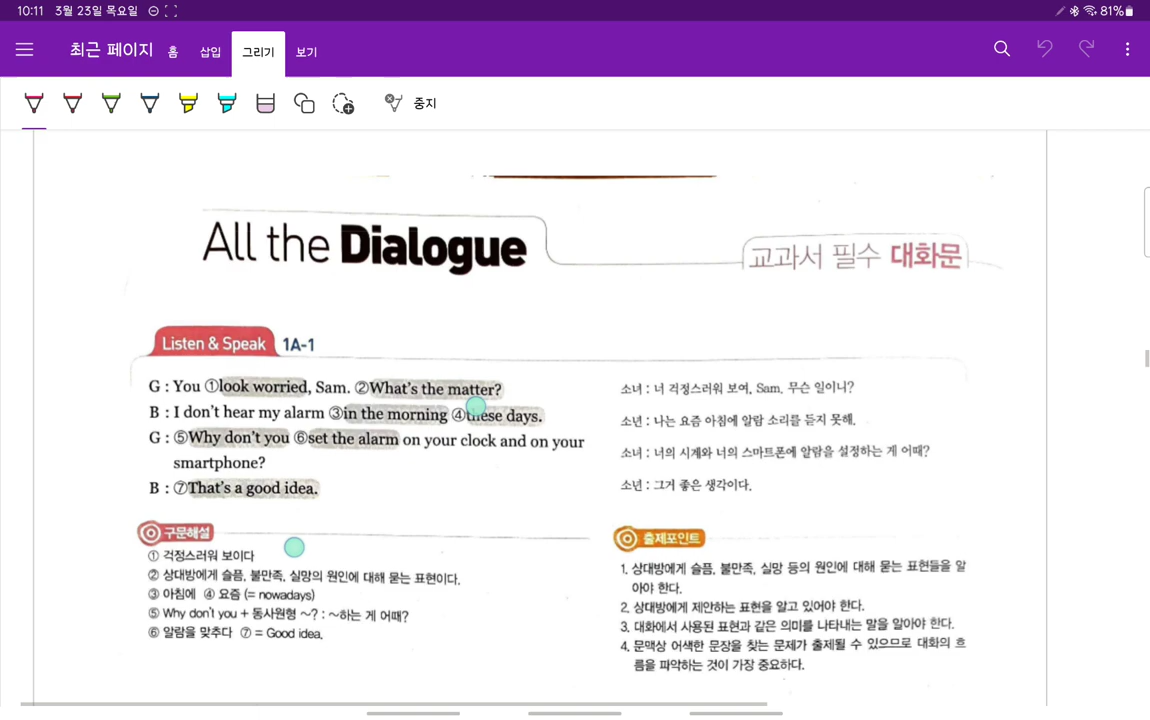 10:11 3월 23일 목요일 81%
최근 페이지 홈 삽입 그리기 보기
중지
All the Dialogue
교과서 필수 대화문
Listen & Speak 1A-1
G : You ①look worried, Sam. ②What's the matter?
B : I don't hear my alarm ③in the morning ④these days.
G : ⑤Why don't you ⑥set the alarm on your clock and on your
smartphone?
B : ⑦That's a good idea.
소녀 : 너 걱정스러워 보여, Sam. 무슨 일이니?
소년 : 나는 요즘 아침에 알람 소리를 듣지 못해.
소녀 : 너의 시계와 너의 스마트폰에 알람을 설정하는 게 어때?
소년 : 그거 좋은 생각이다.
구문해설
① 걱정스러워 보이다
② 상대방에게 슬픔, 불만족, 실망의 원인에 대해 묻는 표현이다.
③ 아침에 ④ 요즘 (= nowadays)
⑤ Why don't you + 동사원형 ~? : ~하는 게 어때?
⑥ 알람을 맞추다 ⑦ = Good idea.
출제포인트
1. 상대방에게 슬픔, 불만족, 실망 등의 원인에 대해 묻는 표현들을 알
아야 한다.
2. 상대방에게 제안하는 표현을 알고 있어야 한다.
3. 대화에서 사용된 표현과 같은 의미를 나타내는 말을 알아야 한다.
4. 문맥상 어색한 문장을 찾는 문제가 출제될 수 있으므로 대화의 흐
름을 파악하는 것이 가장 중요하다.